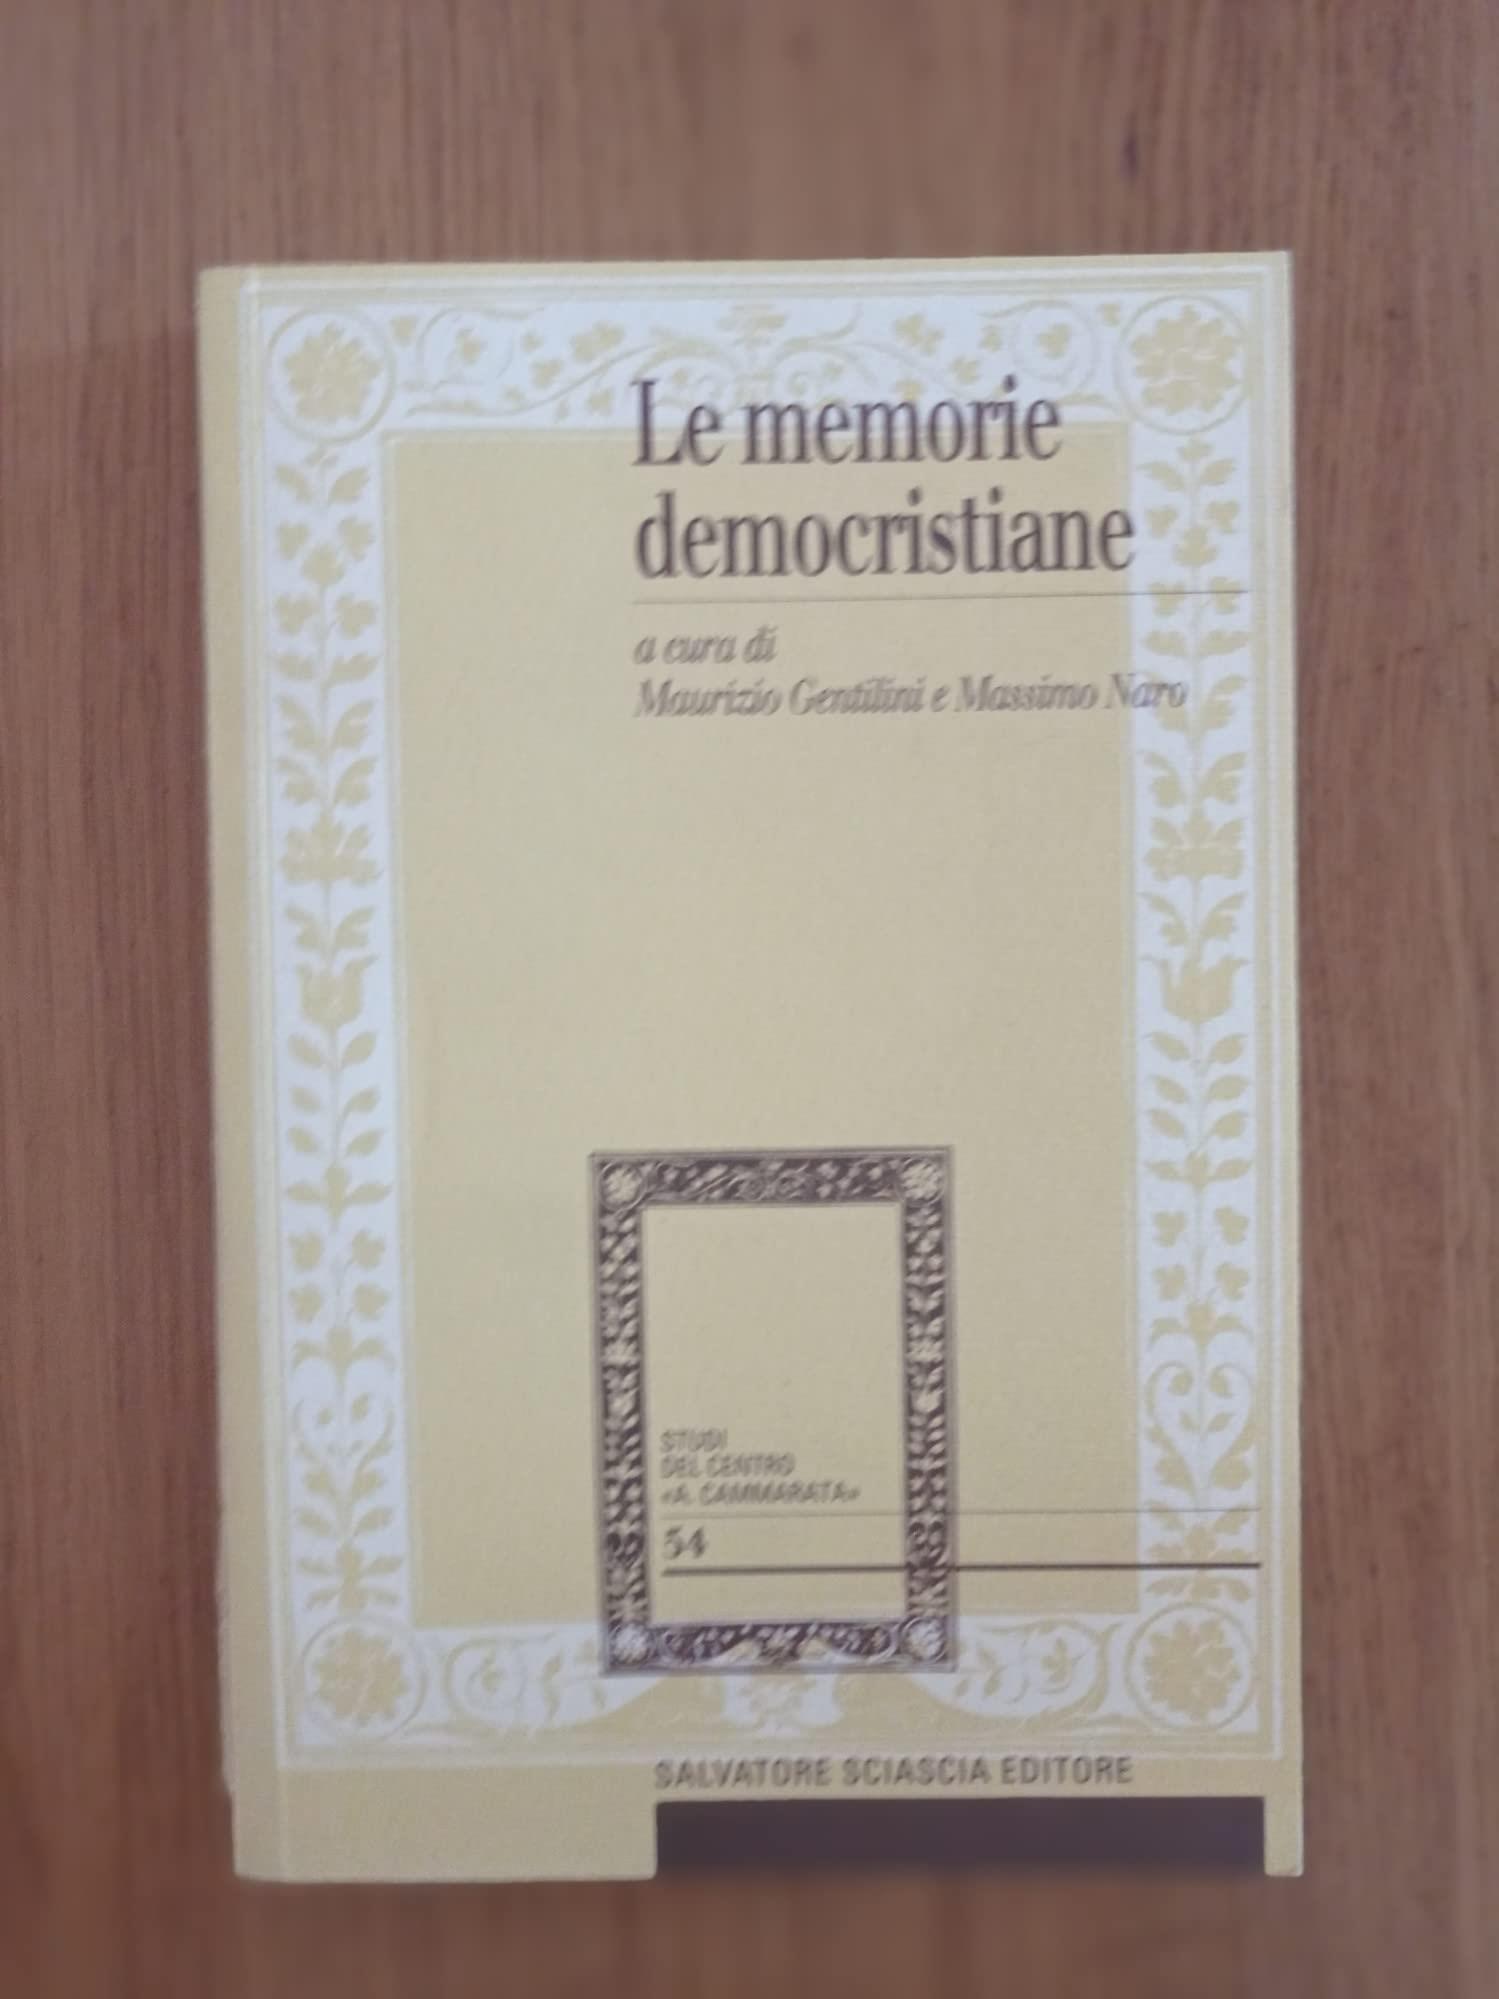 Le memorie
democristiane
a cura di
Maurizio Gentilini e Massimo Naro
STUDI
DEL CENTRO
«A. CAMMARATA»
54
SALVATORE SCIASCIA EDITORE